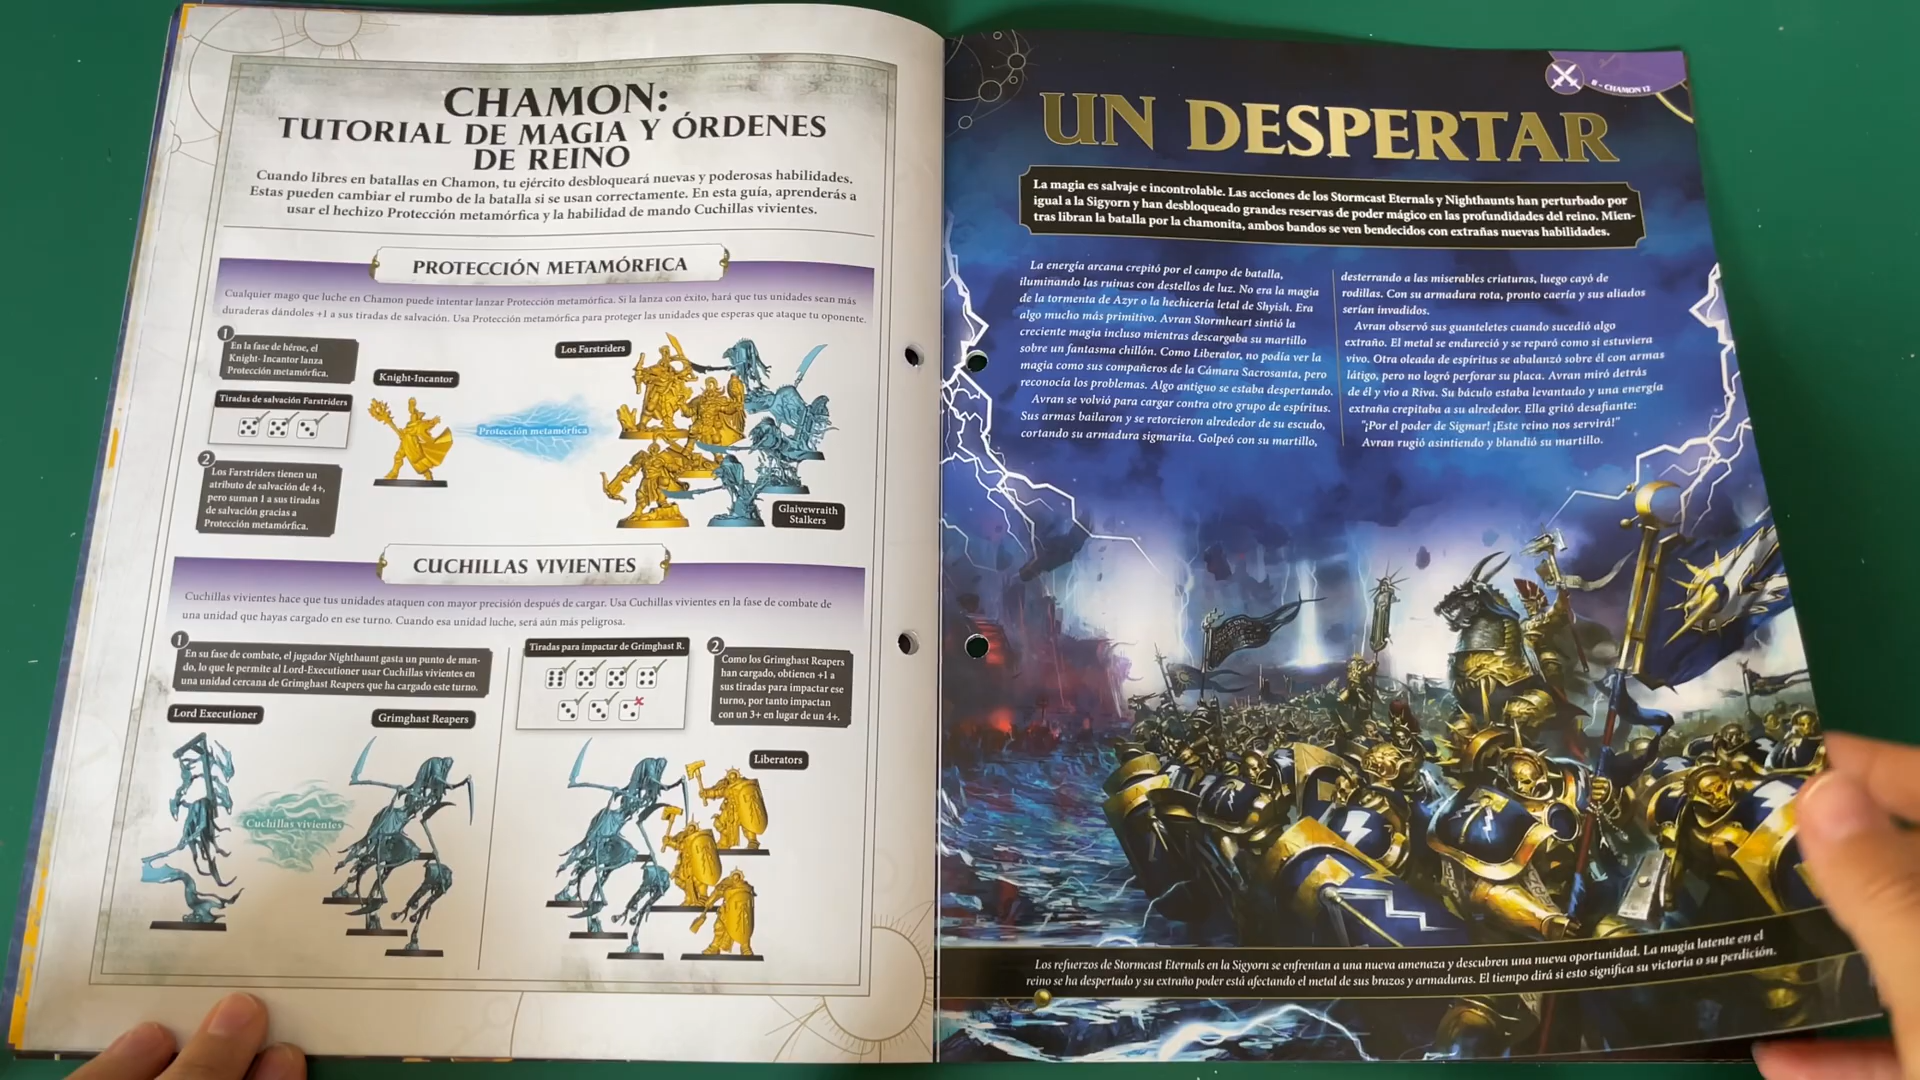 CHAMON:
TUTORIAL DE MAGIA Y ÓRDENES
DE REINO
Cuando libres en batallas en Chamon, tu ejército desbloqueará nuevas y poderosas habilidades.
Estas pueden cambiar el rumbo de la batalla si se usan correctamente. En esta guía, aprenderás a
usar el hechizo Protección metamórfica y la habilidad de mando Cuchillas vivientes.
PROTECCIÓN METAMÓRFICA
Cualquier mago que luche en Chamon puede intentar lanzar Protección metamórfica. Si la lanza con éxito, hará que tus unidades sean más
duraderas dándoles +1 a sus tiradas de salvación. Usa Protección metamórfica para proteger las unidades que esperas que ataque tu oponente.
1
En la fase de héroe, el
Knight-Incantor lanza
Protección metamórfica.
Tiradas de salvación Farstriders
2
Los Farstriders tienen un
atributo de salvación de 4+,
pero suman 1 a sus tiradas
de salvación gracias a
Protección metamórfica.
Knight-Incantor
Protección metamórfica
Los Farstriders
Glaivewraith
Stalkers
CUCHILLAS VIVIENTES
Cuchillas vivientes hace que tus unidades ataquen con mayor precisión después de cargar. Usa Cuchillas vivientes en la fase de combate de
una unidad que hayas cargado en ese turno. Cuando esa unidad luche, será aún más peligrosa.
1
En su fase de combate, el jugador Nighthaunt gasta un punto de man-
do, lo que le permite al Lord-Executioner usar Cuchillas vivientes en
una unidad cercana de Grimghast Reapers que ha cargado este turno.
Lord Executioner
Cuchillas vivientes
Grimghast Reapers
Tiradas para impactar de Grimghast R.
2
Como los Grimghast Reapers
han cargado, obtienen +1 a
sus tiradas para impactar ese
turno, por tanto impactan
con un 3+ en lugar de un 4+.
Liberators
8 - CHAMON 12
UN DESPERTAR
La magia es salvaje e incontrolable. Las acciones de los Stormcast Eternals y Nighthaunts han perturbado por
igual a la Sigyorn y han desbloqueado grandes reservas de poder mágico en las profundidades del reino. Mien-
tras libran la batalla por la chamonita, ambos bandos se ven bendecidos con extrañas nuevas habilidades.
La energía arcana crepitó por el campo de batalla,
iluminando las ruinas con destellos de luz. No era la magia
de la tormenta de Azyr o la hechicería letal de Shyish. Era
algo mucho más primitivo. Avran Stormheart sintió la
creciente magia incluso mientras descargaba su martillo
sobre un fantasma chillón. Como Liberator, no podía ver la
magia como sus compañeros de la Cámara Sacrosanta, pero
reconocía los problemas. Algo antiguo se estaba despertando.
Avran se volvió para cargar contra otro grupo de espíritus.
Sus armas bailaron y se retorcieron alrededor de su escudo,
cortando su armadura sigmarita. Golpeó con su martillo,
desterrando a las miserables criaturas, luego cayó de
rodillas. Con su armadura rota, pronto caería y sus aliados
serían invadidos.
Avran observó sus guanteletes cuando sucedió algo
extraño. El metal se endureció y se reparó como si estuviera
vivo. Otra oleada de espíritus se abalanzó sobre él con armas
látigo, pero no logró perforar su placa. Avran miró detrás
de él y vio a Riva. Su báculo estaba levantado y una energía
extraña crepitaba a su alrededor. Ella gritó desafiante:
"¡Por el poder de Sigmar! ¡Este reino nos servirá!"
Avran rugió asintiendo y blandió su martillo.
Los refuerzos de Stormcast Eternals en la Sigyorn se enfrentan a una nueva amenaza y descubren una nueva oportunidad. La magia latente en el
reino se ha despertado y su extraño poder está afectando el metal de sus brazos y armaduras. El tiempo dirá si esto significa su victoria o su perdición.